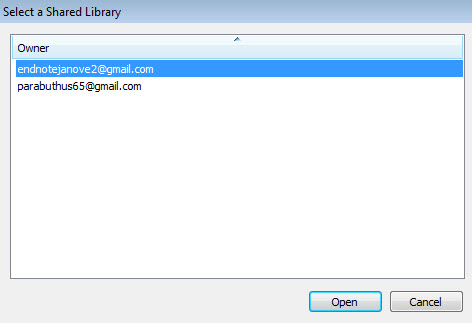 Select a Shared Library
Owner
endnotejanove2@gmail.com
parabuthus65@gmail.com
Open
Cancel